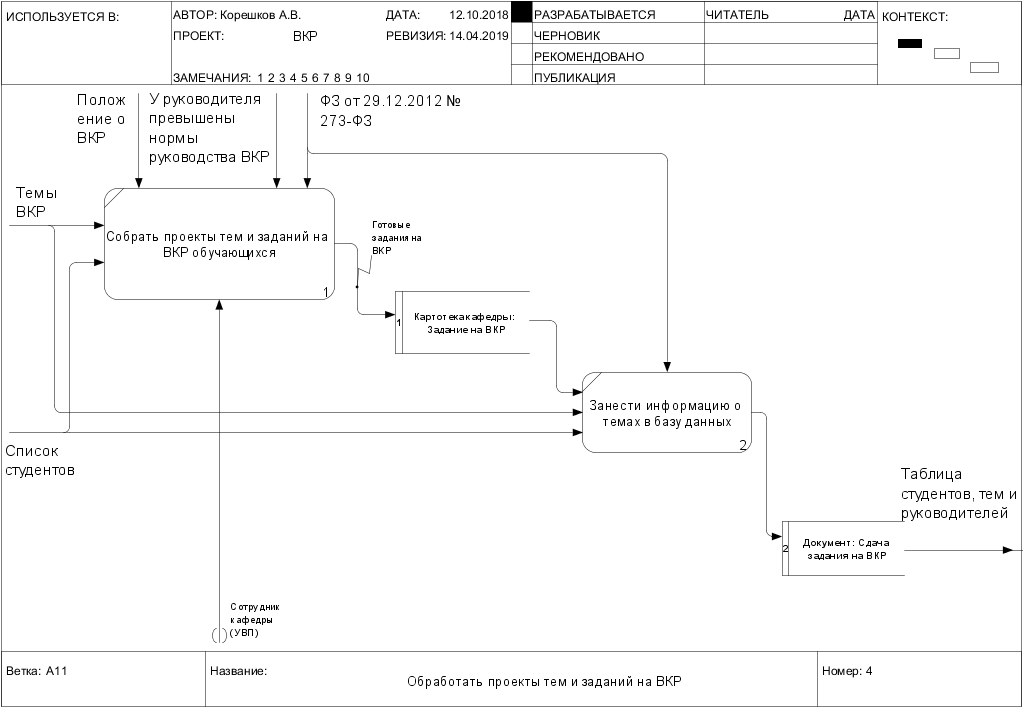 ИСПОЛЬЗУЕТСЯ В:
АВТОР: Корешков А.В.
ДАТА: 12.10.2018
ПРОЕКТ: ВКР
РЕВИЗИЯ: 14.04.2019
ЗАМЕЧАНИЯ: 1 2 3 4 5 6 7 8 9 10
РАЗРАБАТЫВАЕТСЯ
ЧЕРНОВИК
РЕКОМЕНДОВАНО
ПУБЛИКАЦИЯ
ЧИТАТЕЛЬ
ДАТА
КОНТЕКСТ:
Полож
ение о
ВКР
У руководителя
превышены
нормы
руководства ВКР
ФЗ от 29.12.2012 №
273-ФЗ
Темы
ВКР
Собрать проекты тем и заданий на
ВКР обучающихся
1
Готовые
задания на
ВКР
1
Картотека кафедры:
Задание на ВКР
Занести информацию о
темах в базу данных
2
Список
студентов
Таблица
студентов, тем и
руководителей
2
Документ: Сдача
задания на ВКР
Сотрудник
кафедры
(УВП)
Ветка: А11
Название:
Обработать проекты тем и заданий на ВКР
Номер: 4